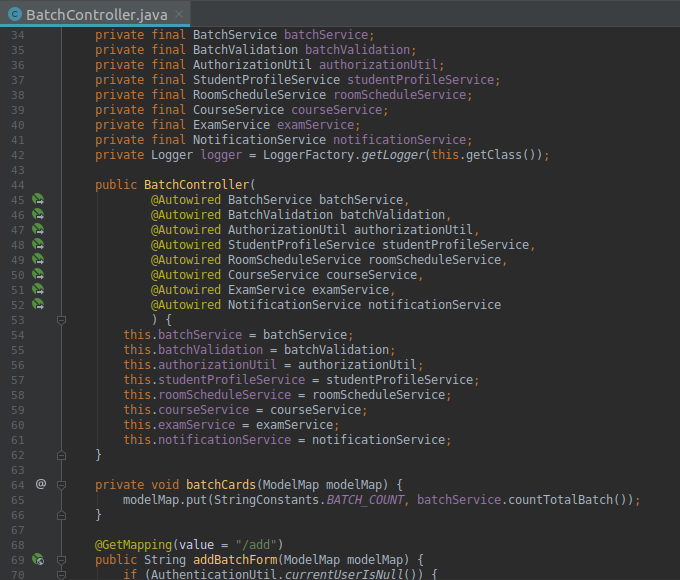 BatchController.java
34 private final BatchService batchService;
35 private final BatchValidation batchValidation;
36 private final AuthorizationUtil authorizationUtil;
37 private final StudentProfileService studentProfileService;
38 private final RoomScheduleService roomScheduleService;
39 private final CourseService courseService;
40 private final ExamService examService;
41 private final NotificationService notificationService;
42 private Logger logger = LoggerFactory.getLogger(this.getClass());
43
44 public BatchController(
45 @Autowired BatchService batchService,
46 @Autowired BatchValidation batchValidation,
47 @Autowired AuthorizationUtil authorizationUtil,
48 @Autowired StudentProfileService studentProfileService,
49 @Autowired RoomScheduleService roomScheduleService,
50 @Autowired CourseService courseService,
51 @Autowired ExamService examService,
52 @Autowired NotificationService notificationService
53 ) {
54 this.batchService = batchService;
55 this.batchValidation = batchValidation;
56 this.authorizationUtil = authorizationUtil;
57 this.studentProfileService = studentProfileService;
58 this.roomScheduleService = roomScheduleService;
59 this.courseService = courseService;
60 this.examService = examService;
61 this.notificationService = notificationService;
62 }
63
64 @ private void batchCards(ModelMap modelMap) {
65 modelMap.put(StringConstants.BATCH_COUNT, batchService.countTotalBatch());
66 }
67
68 @GetMapping(value = "/add")
69 public String addBatchForm(ModelMap modelMap) {
70 if (AuthenticationUtil.currentUserIsNull()) {